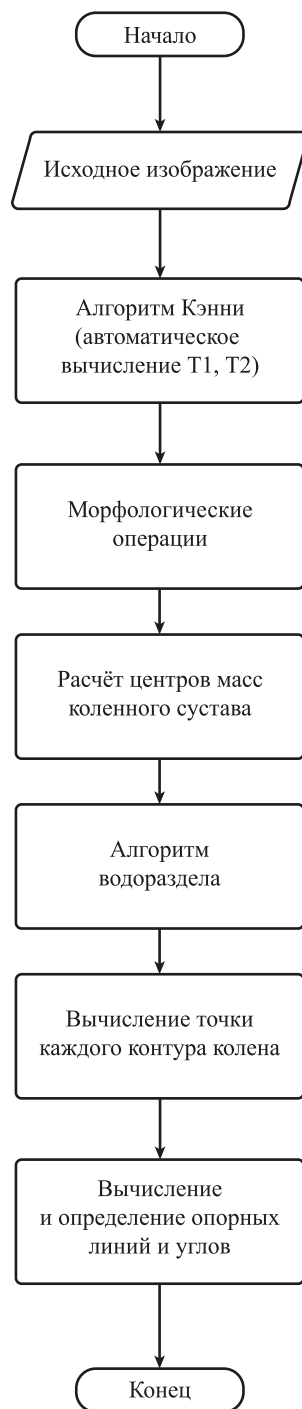 Начало
Исходное изображение
Алгоритм Кэнни
(автоматическое
вычисление T1, T2)
Морфологические
операции
Расчёт центров масс
коленного сустава
Алгоритм
водораздела
Вычисление точки
каждого контура колена
Вычисление
и определение опорных
линий и углов
Конец